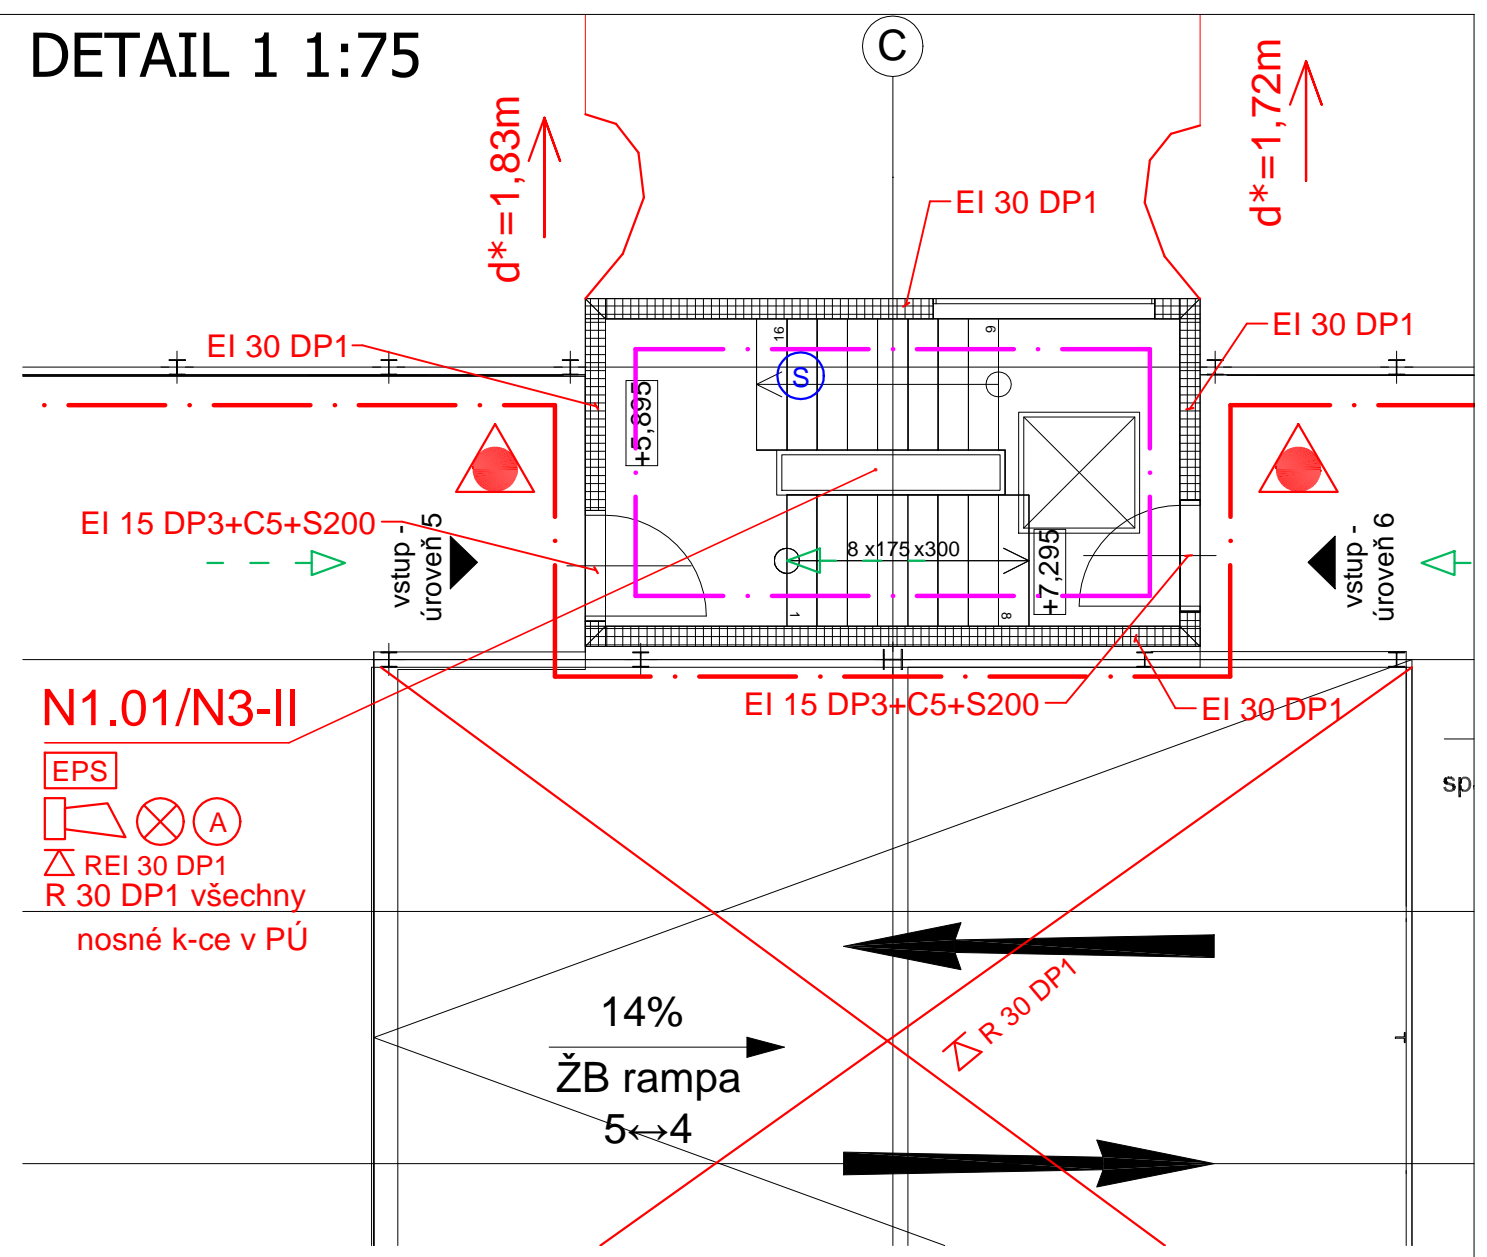 DETAIL 1 1:75
C
d*=1,83m
d*=1,72m
EI 30 DP1
EI 30 DP1
EI 30 DP1
16
9
S
+5,895
EI 15 DP3+C5+S200
vstup -
úroveň 5
8 x175 x300
+7,295
1
8
vstup -
úroveň 6
EI 15 DP3+C5+S200
EI 30 DP1
N1.01/N3-II
EPS
A
REI 30 DP1
R 30 DP1 všechny
nosné k-ce v PÚ
sp.
R 30 DP1
14%
ŽB rampa
5↔4